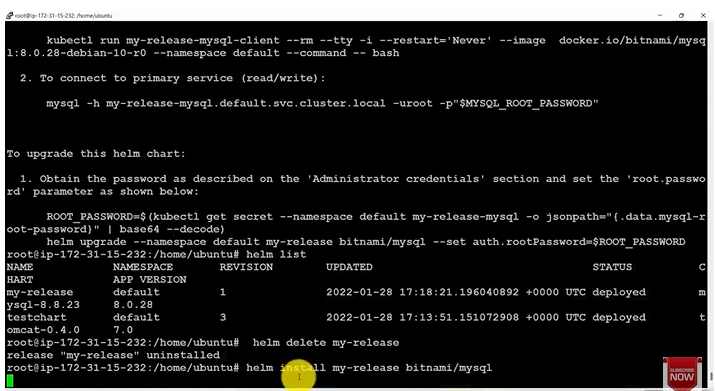 root@ip-172-31-15-232: /home/ubuntu
kubectl run my-release-mysql-client --rm --tty -i --restart='Never' --image  docker.io/bitnami/mysq
l:8.0.28-debian-10-r0 --namespace default --command -- bash
2. To connect to primary service (read/write):
mysql -h my-release-mysql.default.svc.cluster.local -uroot -p"$MYSQL_ROOT_PASSWORD"
To upgrade this helm chart:
1. Obtain the password as described on the 'Administrator credentials' section and set the 'root.passwo
rd' parameter as shown below:
ROOT_PASSWORD=$(kubectl get secret --namespace default my-release-mysql -o jsonpath="{.data.mysql-r
oot-password}" | base64 --decode)
helm upgrade --namespace default my-release bitnami/mysql --set auth.rootPassword=$ROOT_PASSWORD
root@ip-172-31-15-232:/home/ubuntu# helm list
NAME NAMESPACE REVISION UPDATED STATUS C
HART APP VERSION
my-release default 1 2022-01-28 17:18:21.196040892 +0000 UTC deployed m
ysql-8.8.23 8.0.28
testchart default 3 2022-01-28 17:13:51.151072908 +0000 UTC deployed t
omcat-0.4.0 7.0
root@ip-172-31-15-232:/home/ubuntu#  helm delete my-release
release "my-release" uninstalled
root@ip-172-31-15-232:/home/ubuntu# helm install my-release bitnami/mysql
SUBSCRIBE
NOW